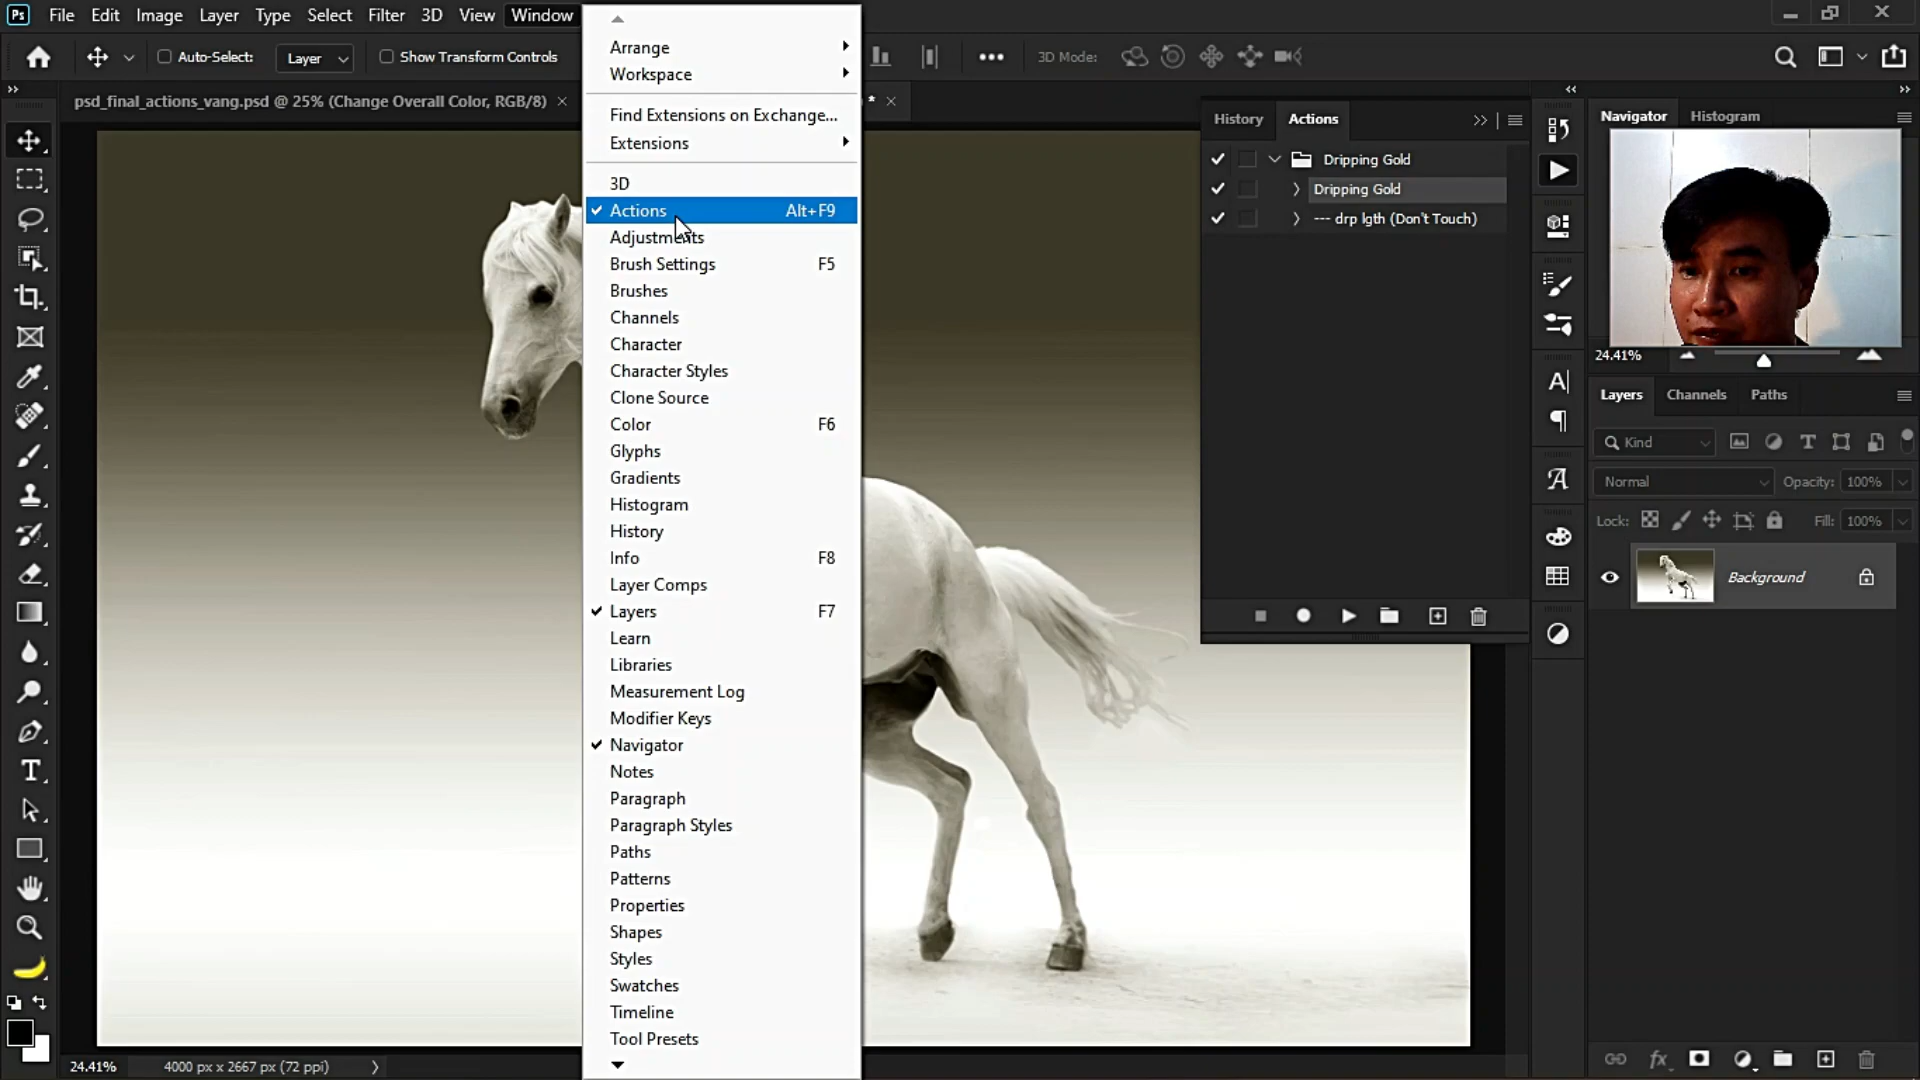 Ps File Edit Image Layer Type Select Filter 3D View Window
Auto-Select: Layer Show Transform Controls
3D Mode:
psd_final_actions_vang.psd @ 25% (Change Overall Color, RGB/8)
*
Arrange
Workspace
Find Extensions on Exchange...
Extensions
3D
Actions Alt+F9
Adjustments
Brush Settings F5
Brushes
Channels
Character
Character Styles
Clone Source
Color F6
Glyphs
Gradients
Histogram
History
Info F8
Layer Comps
Layers F7
Learn
Libraries
Measurement Log
Modifier Keys
Navigator
Notes
Paragraph
Paragraph Styles
Paths
Patterns
Properties
Shapes
Styles
Swatches
Timeline
Tool Presets
History Actions
Dripping Gold
Dripping Gold
--- drp lgth (Don't Touch)
Navigator Histogram
24.41%
Layers Channels Paths
Kind
Normal Opacity: 100%
Lock: Fill: 100%
Background
24.41% 4000 px x 2667 px (72 ppi)